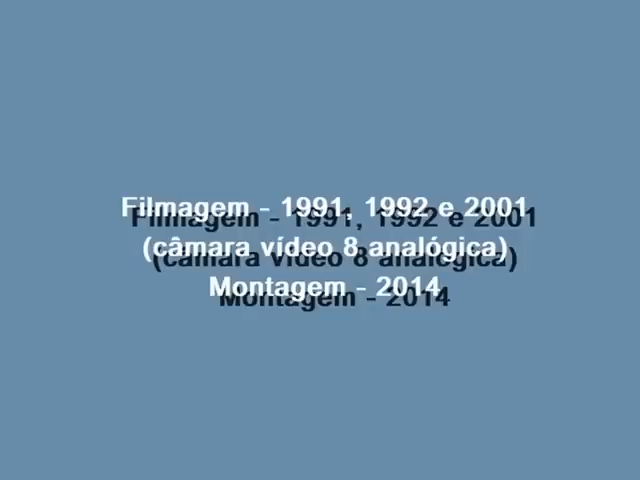 Filmagem - 1991, 1992 e 2001
(câmara vídeo 8 analógica)
Montagem - 2014